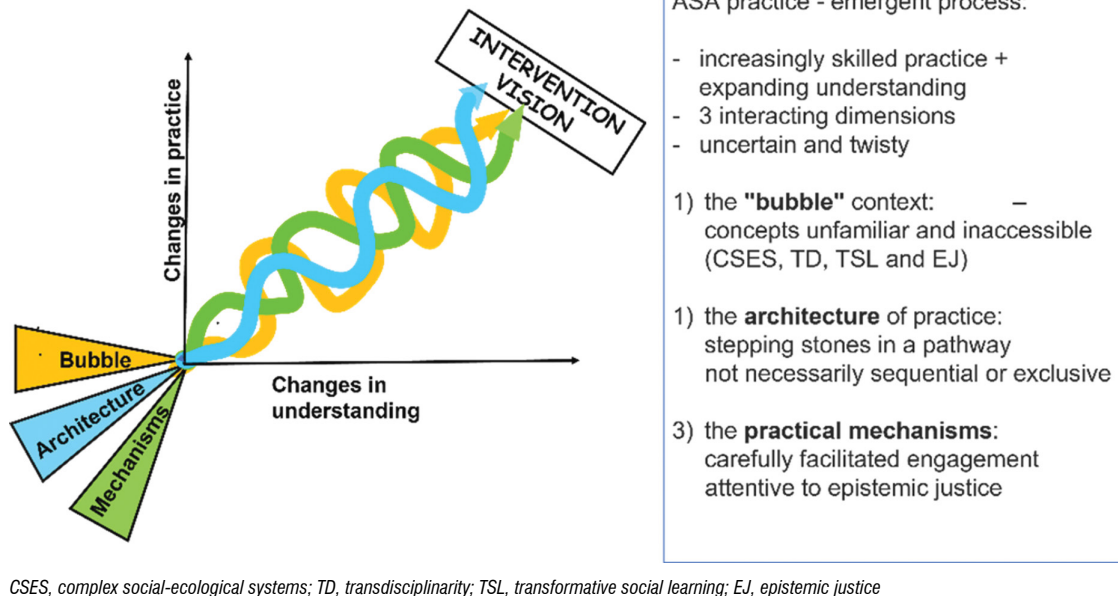 INTERVENTION
VISION
Changes in practice
Bubble
Architecture
Mechanisms
Changes in
understanding
ASA practice - emergent process:
- increasingly skilled practice +
expanding understanding
- 3 interacting dimensions
- uncertain and twisty
1) the "bubble" context: –
concepts unfamiliar and inaccessible
(CSES, TD, TSL and EJ)
1) the architecture of practice:
stepping stones in a pathway
not necessarily sequential or exclusive
3) the practical mechanisms:
carefully facilitated engagement
attentive to epistemic justice
CSES, complex social-ecological systems; TD, transdisciplinarity; TSL, transformative social learning; EJ, epistemic justice